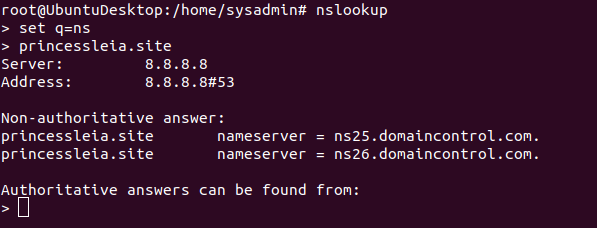 root@UbuntuDesktop:/home/sysadmin# nslookup
> set q=ns
> princessleia.site
Server:         8.8.8.8
Address:        8.8.8.8#53

Non-authoritative answer:
princessleia.site       nameserver = ns25.domaincontrol.com.
princessleia.site       nameserver = ns26.domaincontrol.com.

Authoritative answers can be found from:
>